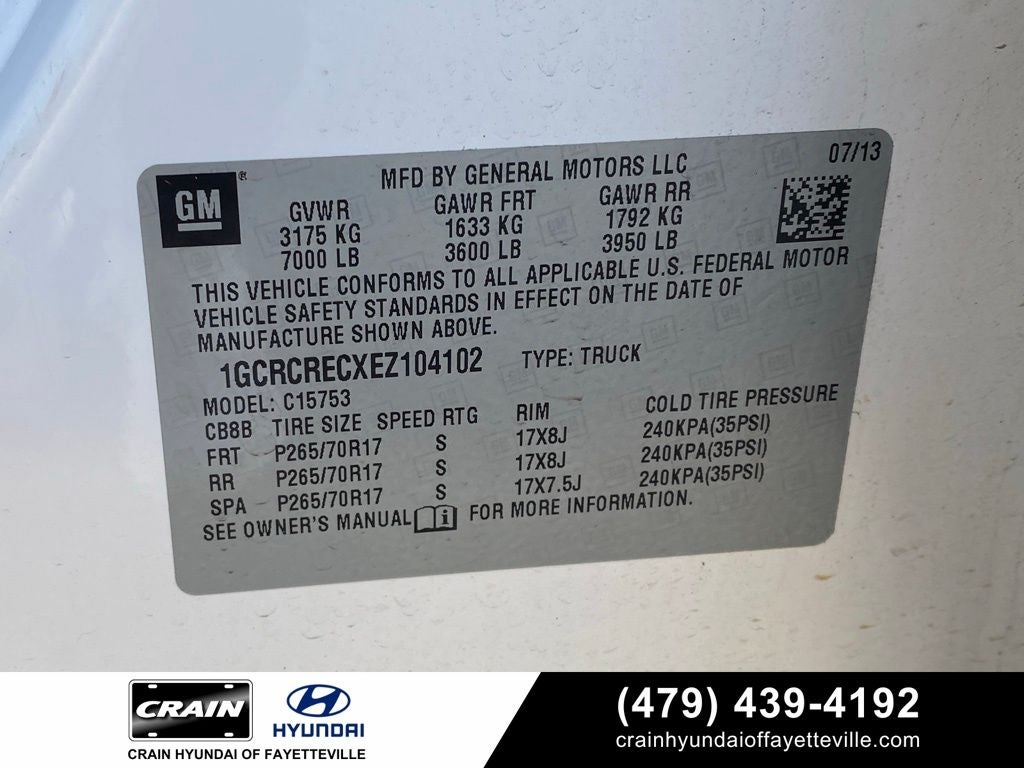 GM ®
MFD BY GENERAL MOTORS LLC 07/13
GVWR GAWR FRT GAWR RR
3175 KG 1633 KG 1792 KG
7000 LB 3600 LB 3950 LB
THIS VEHICLE CONFORMS TO ALL APPLICABLE U.S. FEDERAL MOTOR
VEHICLE SAFETY STANDARDS IN EFFECT ON THE DATE OF
MANUFACTURE SHOWN ABOVE.
1GCRCRECXEZ104102 TYPE: TRUCK
MODEL: C15753
CB8B TIRE SIZE SPEED RTG RIM COLD TIRE PRESSURE
FRT P265/70R17 S 17X8J 240KPA(35PSI)
RR P265/70R17 S 17X8J 240KPA(35PSI)
SPA P265/70R17 S 17X7.5J 240KPA(35PSI)
SEE OWNER'S MANUAL i FOR MORE INFORMATION.
CRAIN HYUNDAI
CRAIN HYUNDAI OF FAYETTEVILLE
(479) 439-4192
crainhyundaioffayetteville.com